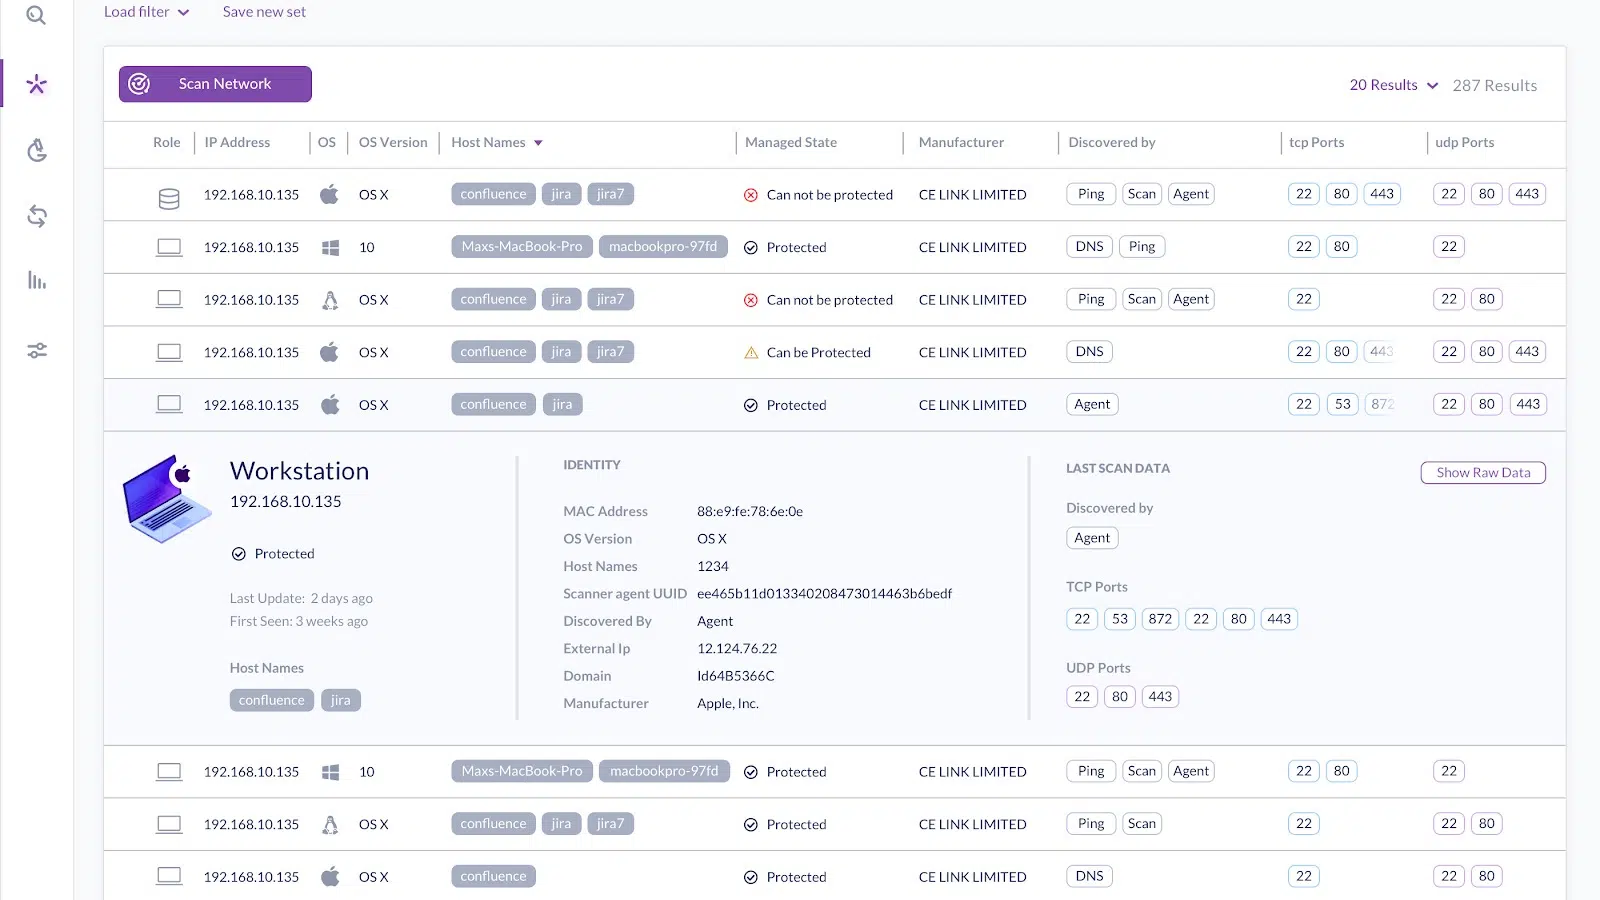 Load filter Save new set
Scan Network 20 Results 287 Results
Role IP Address OS OS Version Host Names Managed State Manufacturer Discovered by tcp Ports udp Ports
192.168.10.135 OS X confluence jira jira7 Can not be protected CE LINK LIMITED Ping Scan Agent 22 80 443 22 80 443
192.168.10.135 10 Maxs-MacBook-Pro macbookpro-97fd Protected CE LINK LIMITED DNS Ping 22 80 22
192.168.10.135 OS X confluence jira jira7 Can not be protected CE LINK LIMITED Ping Scan Agent 22 22 80
192.168.10.135 OS X confluence jira jira7 Can be Protected CE LINK LIMITED DNS 22 80 443 22 80 443
192.168.10.135 OS X confluence jira Protected CE LINK LIMITED Agent 22 53 872 22 80 443
Workstation
192.168.10.135
Protected
Last Update: 2 days ago
First Seen: 3 weeks ago
Host Names
confluence jira
IDENTITY
MAC Address 88:e9:fe:78:6e:0e
OS Version OS X
Host Names 1234
Scanner agent UUID ee465b11d013340208473014463b6bedf
Discovered By Agent
External Ip 12.124.76.22
Domain Id64B5366C
Manufacturer Apple, Inc.
LAST SCAN DATA Show Raw Data
Discovered by
Agent
TCP Ports
22 53 872 22 80 443
UDP Ports
22 80 443
192.168.10.135 10 Maxs-MacBook-Pro macbookpro-97fd Protected CE LINK LIMITED Ping Scan Agent 22 80 22
192.168.10.135 OS X confluence jira jira7 Protected CE LINK LIMITED Ping Scan 22 22 80
192.168.10.135 OS X confluence Protected CE LINK LIMITED DNS 22 22 80